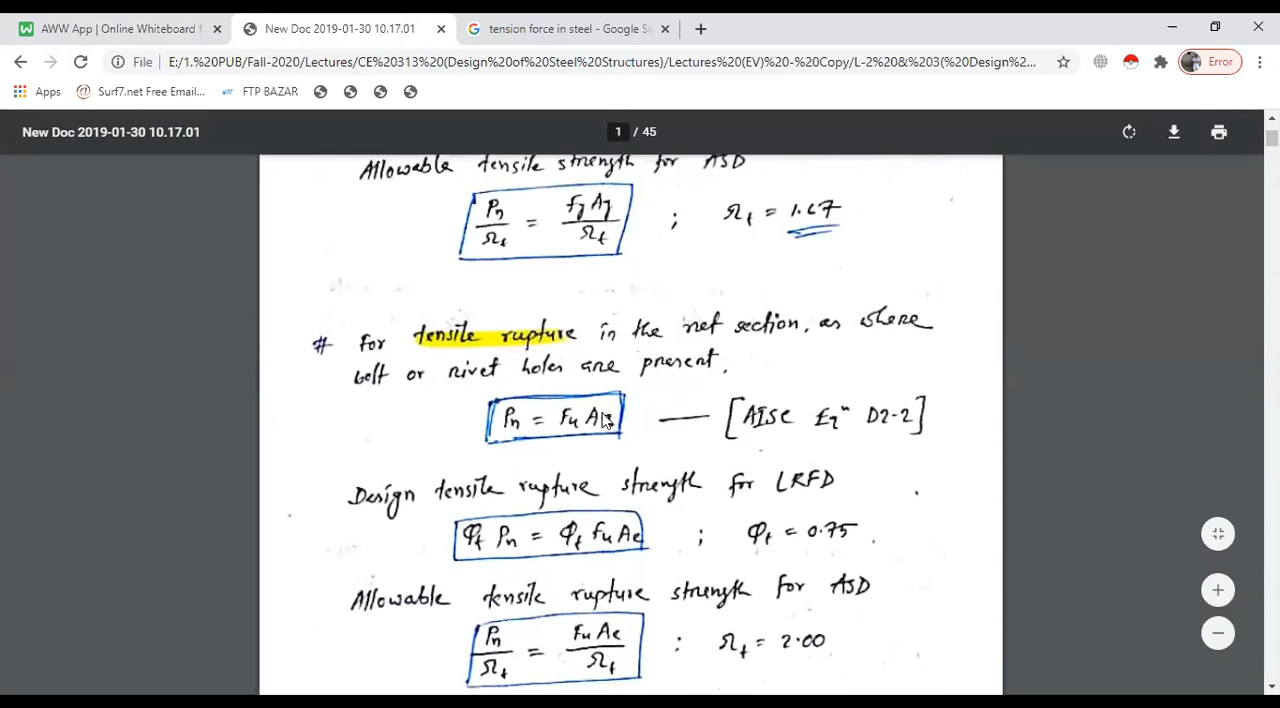 AWW App | Online Whiteboard f
New Doc 2019-01-30 10.17.01
tension force in steel - Google Se
File
E:/1.%20PUB/Fall-2020/Lectures/CE%20313%20(Design%20of%20Steel%20Structures)/Lectures%20(EV)%20-%20Copy/L-2%20&%203(%20Design%2...
Error
Apps
Surf7.net Free Email...
FTP BAZAR
New Doc 2019-01-30 10.17.01
1 / 45
Allowable tensile strength for ASD
Pn/Ωt = Fy Ag/Ωt ; Ωt = 1.67
# For tensile rupture in the net section, as where
bolt or rivet holes are present.
Pn = Fu Ae — [AISC Eqn D2-2]
Design tensile rupture strength for LRFD
φt Pn = φt Fu Ae ; φt = 0.75.
Allowable tensile rupture strength for ASD
Pn/Ωt = Fu Ae/Ωt ; Ωt = 2.00